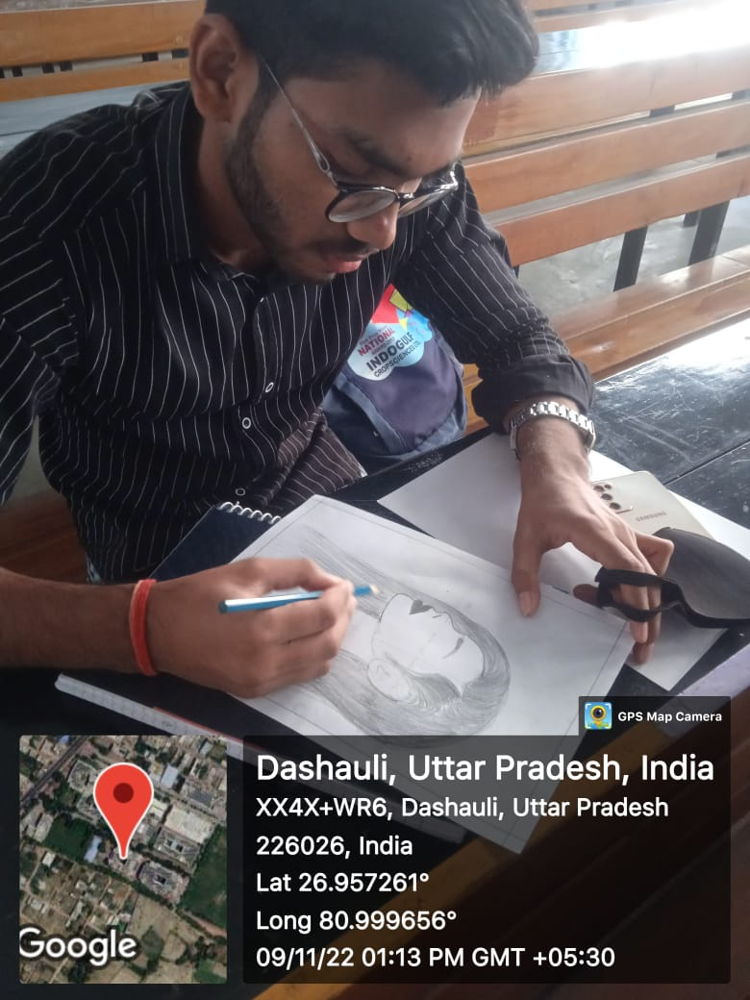 NATIONAL
INDOGULF
CROPSCIENCES LTD.
SAMSUNG
GPS Map Camera
Dashauli, Uttar Pradesh, India
XX4X+WR6, Dashauli, Uttar Pradesh
226026, India
Lat 26.957261°
Long 80.999656°
09/11/22 01:13 PM GMT +05:30
Google